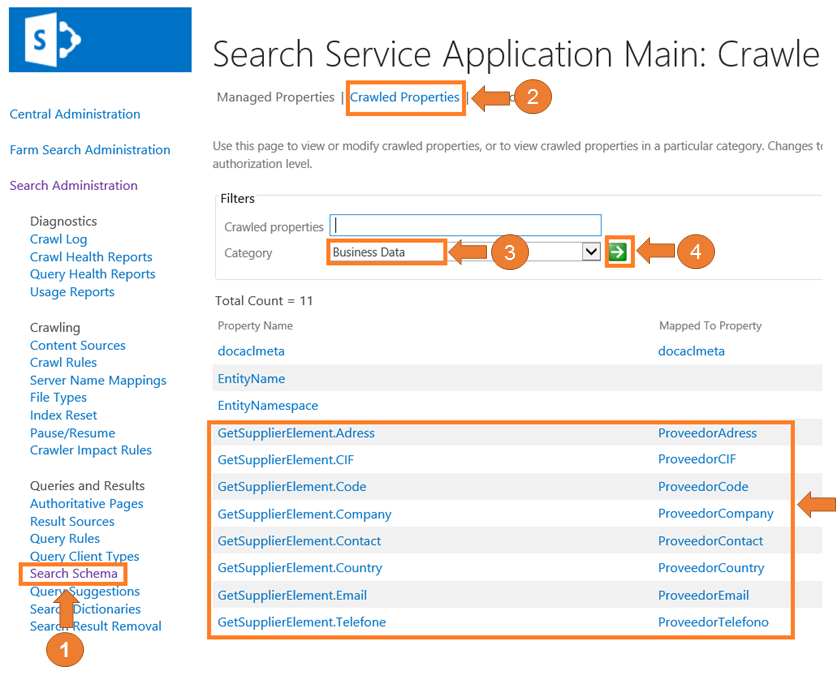 S
Search Service Application Main: Crawle
Managed Properties | Crawled Properties |
2
Central Administration
Farm Search Administration
Search Administration
Diagnostics
Crawl Log
Crawl Health Reports
Query Health Reports
Usage Reports
Crawling
Content Sources
Crawl Rules
Server Name Mappings
File Types
Index Reset
Pause/Resume
Crawler Impact Rules
Queries and Results
Authoritative Pages
Result Sources
Query Rules
Query Client Types
Search Schema
Query Suggestions
Search Dictionaries
Search Result Removal
1
Use this page to view or modify crawled properties, or to view crawled properties in a particular category. Changes to
authorization level.
Filters
Crawled properties
Category Business Data
3
4
Total Count = 11
Property Name Mapped To Property
docaclmeta docaclmeta
EntityName
EntityNamespace
GetSupplierElement.Adress ProveedorAdress
GetSupplierElement.CIF ProveedorCIF
GetSupplierElement.Code ProveedorCode
GetSupplierElement.Company ProveedorCompany
GetSupplierElement.Contact ProveedorContact
GetSupplierElement.Country ProveedorCountry
GetSupplierElement.Email ProveedorEmail
GetSupplierElement.Telefone ProveedorTelefono